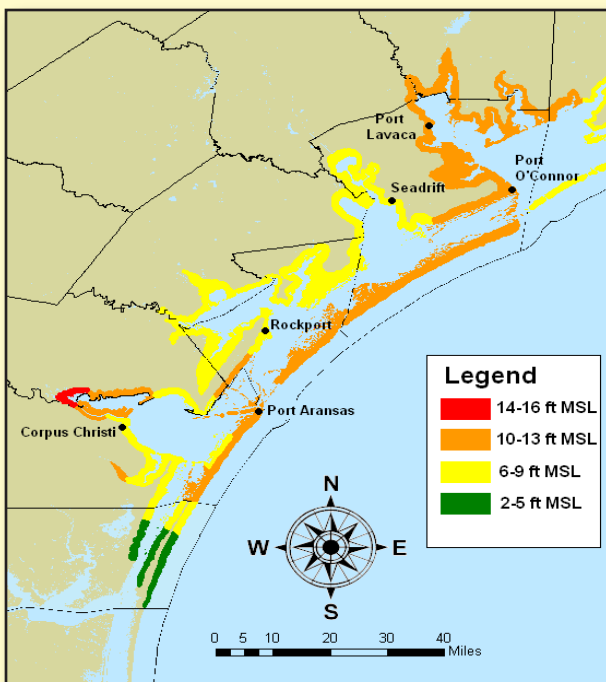 Port
Lavaca
Port
O'Connor
Seadrift
Rockport
Port Aransas
Corpus Christi
Legend
14-16 ft MSL
10-13 ft MSL
6-9 ft MSL
2-5 ft MSL
N
W
E
S
0 5 10 20 30 40
Miles